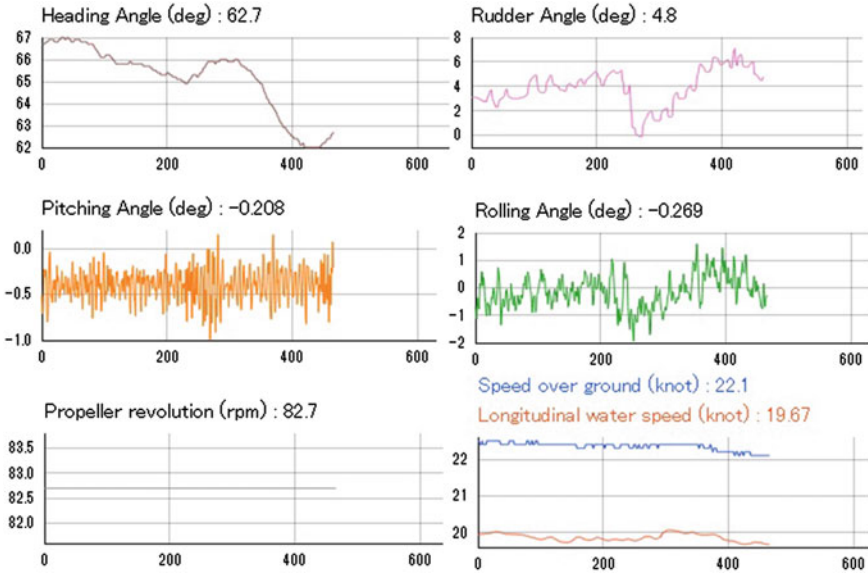 Heading Angle (deg) : 62.7
67
66
65
64
63
62
0 200 400 600
Rudder Angle (deg) : 4.8
8
6
4
2
0
0 200 400 600
Pitching Angle (deg) : -0.208
0.0
-0.5
-1.0
0 200 400 600
Rolling Angle (deg) : -0.269
2
1
0
-1
-2
0 200 400 600
Propeller revolution (rpm) : 82.7
83.5
83.0
82.5
82.0
0 200 400 600
Speed over ground (knot) : 22.1
Longitudinal water speed (knot) : 19.67
22
21
20
0 200 400 600